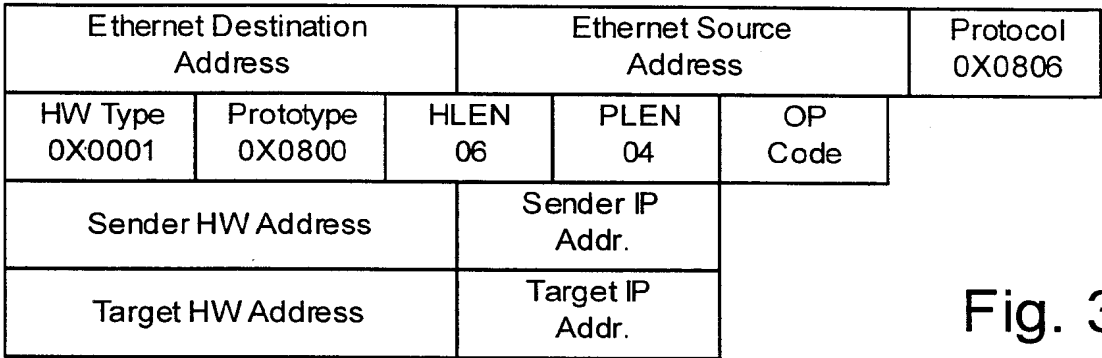 Ethernet Destination
Address
Ethernet Source
Address
Protocol
0X0806
HW Type
0X0001
Prototype
0X0800
HLEN
06
PLEN
04
OP
Code
Sender HW Address
Sender IP
Addr.
Target HW Address
Target IP
Addr.
Fig. 3